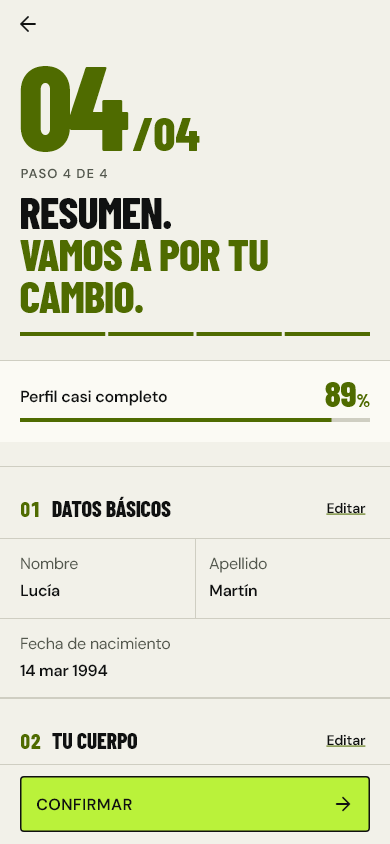 04/04
PASO 4 DE 4
RESUMEN.
VAMOS A POR TU
CAMBIO.
Perfil casi completo 89%
01 DATOS BÁSICOS Editar
Nombre Apellido
Lucía Martín
Fecha de nacimiento
14 mar 1994
02 TU CUERPO Editar
CONFIRMAR